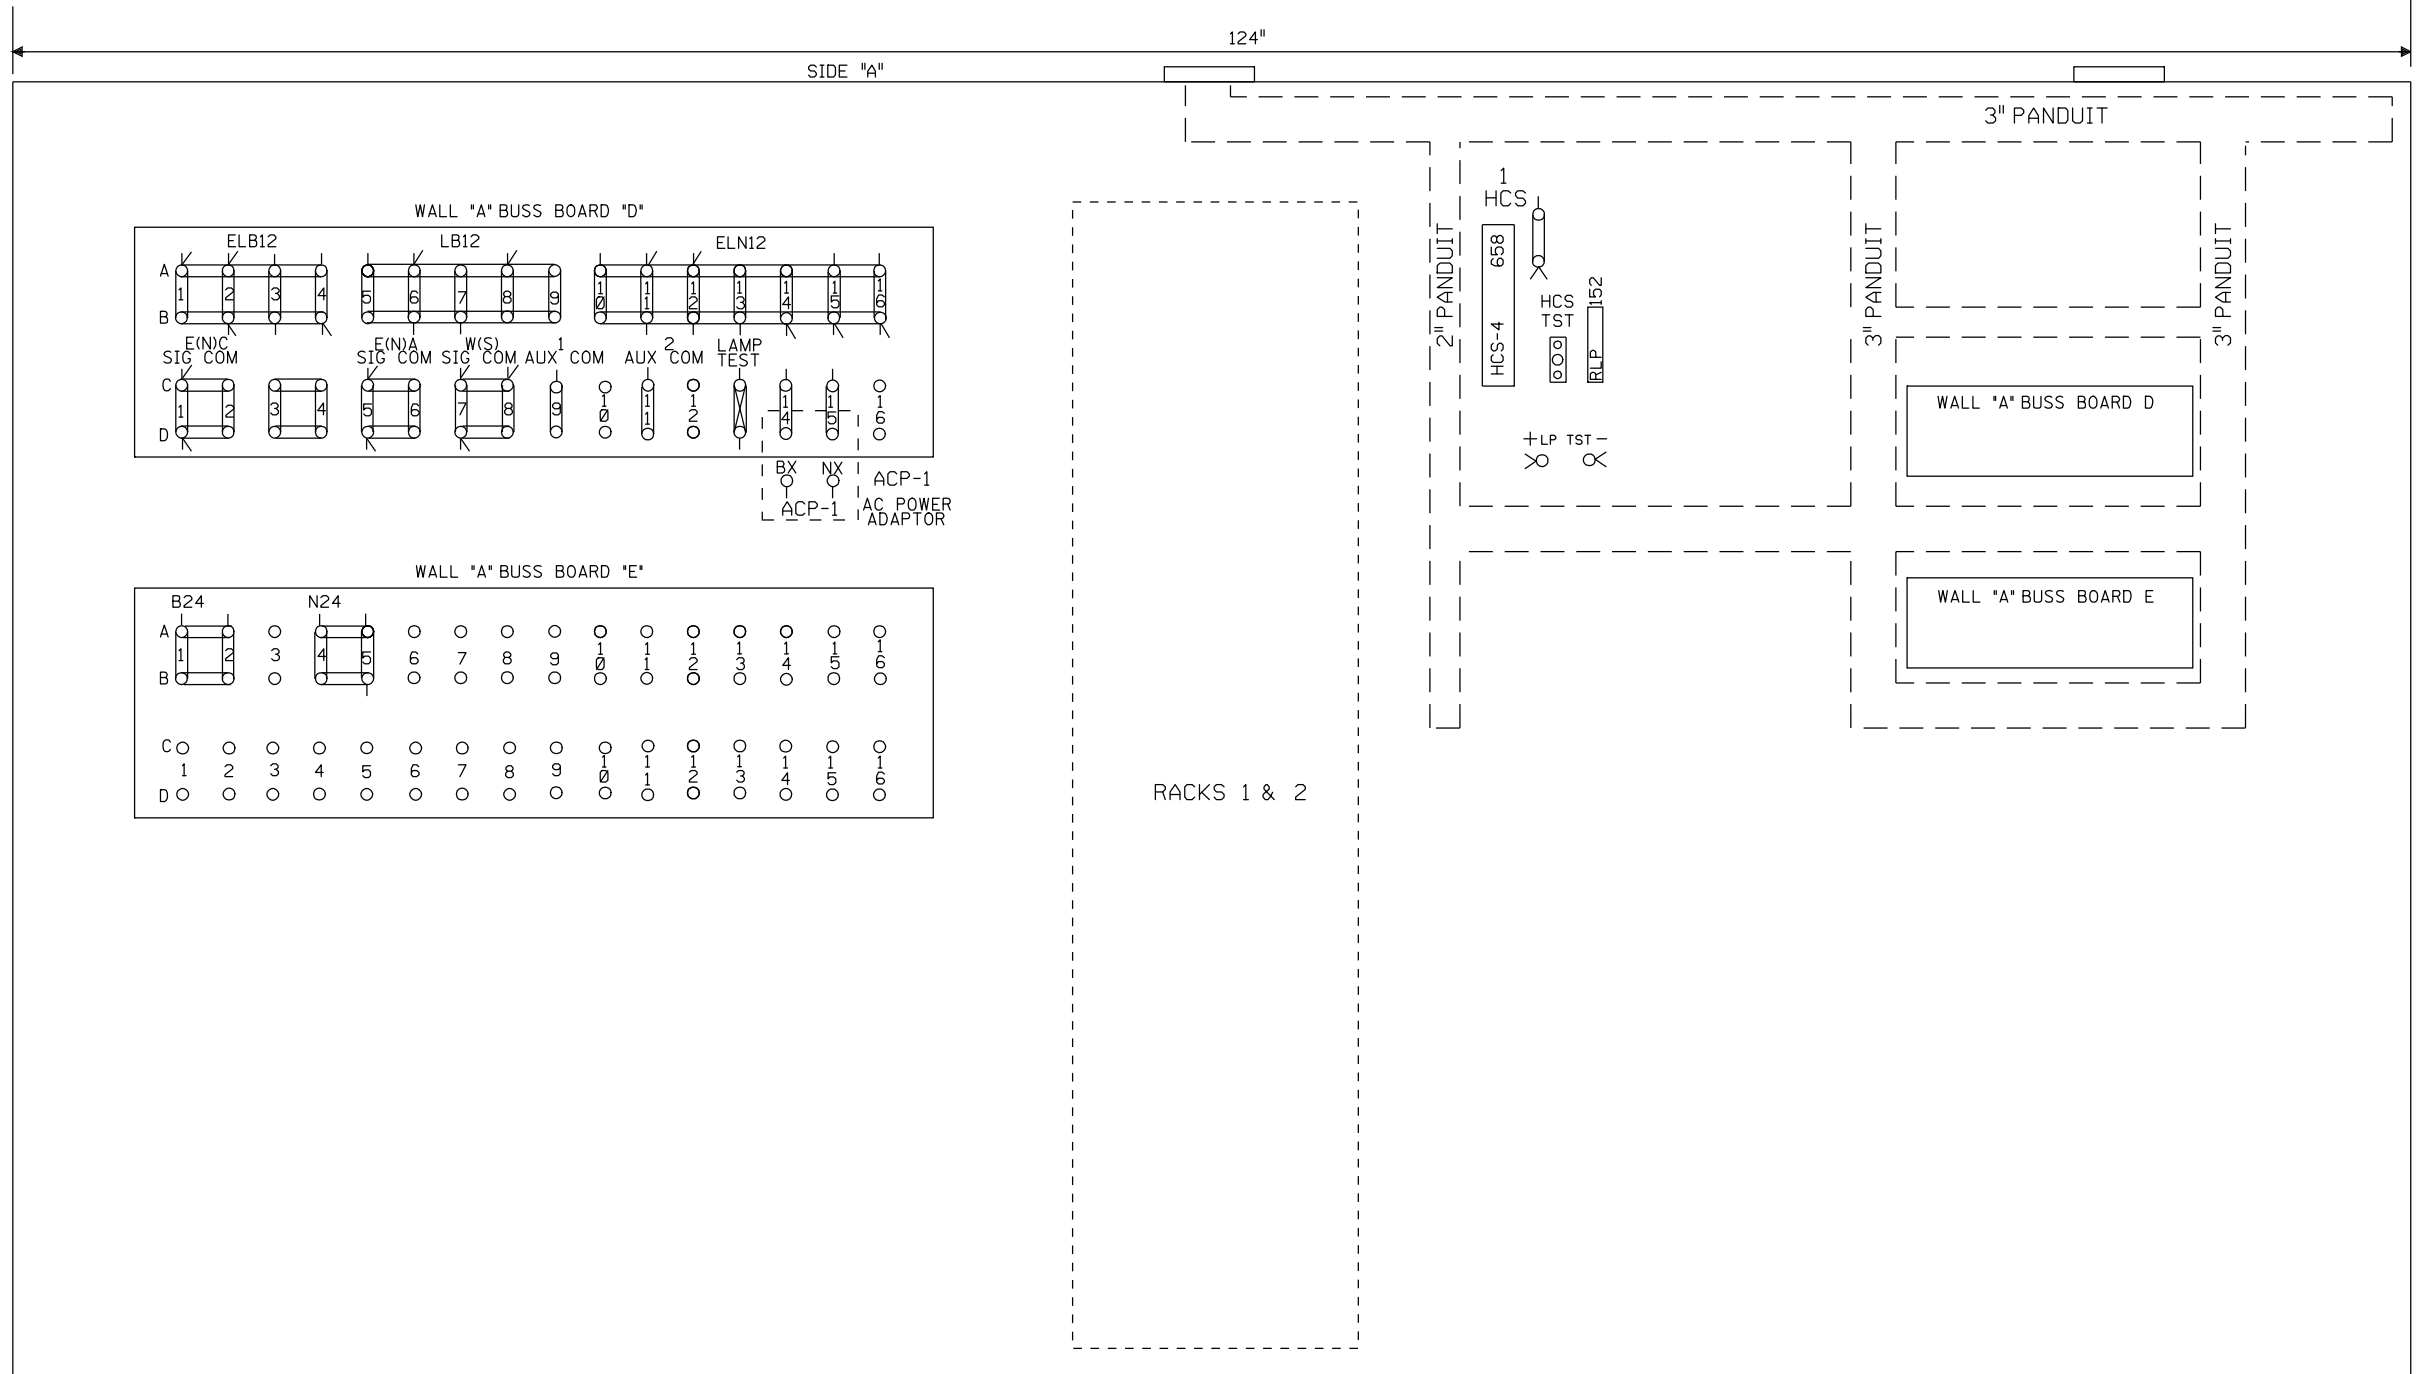 124"
SIDE "A"
3" PANDUIT
WALL "A" BUSS BOARD "D"
ELB12 LB12 ELN12
A
1 2 3 4 5 6 7 8 9 10 11 12 13 14 15 16
B
E(N)C E(N)A W(S) 1 2 LAMP
SIG COM SIG COM SIG COM AUX COM AUX COM TEST
C
1 2 3 4 5 6 7 8 9 10 11 12 14 15 16
D
BX NX
ACP-1
ACP-1
AC POWER
ADAPTOR
WALL "A" BUSS BOARD "E"
B24 N24
A
1 2 3 4 5 6 7 8 9 10 11 12 13 14 15 16
B
C
1 2 3 4 5 6 7 8 9 10 11 12 13 14 15 16
D
RACKS 1 & 2
2" PANDUIT
1
HCS
HCS-4 658
HCS
TST
RLP 152
+ LP TST -
3" PANDUIT
3" PANDUIT
WALL "A" BUSS BOARD D
WALL "A" BUSS BOARD E